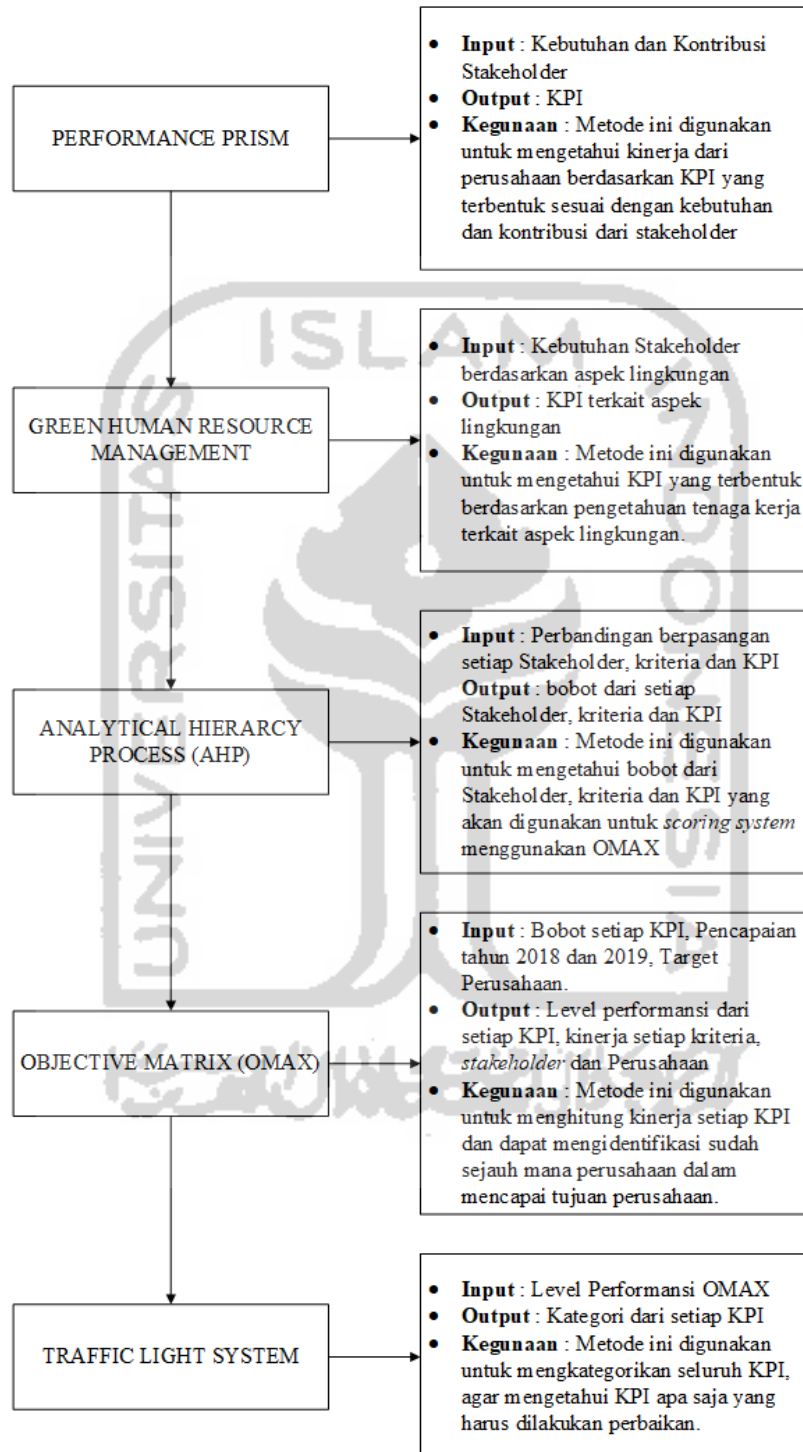 • Input : Kebutuhan dan Kontribusi
Stakeholder
• Output : KPI
• Kegunaan : Metode ini digunakan
untuk mengetahui kinerja dari
perusahaan berdasarkan KPI yang
terbentuk sesuai dengan kebutuhan
dan kontribusi dari stakeholder
PERFORMANCE PRISM
• Input : Kebutuhan Stakeholder
berdasarkan aspek lingkungan
• Output : KPI terkait aspek
lingkungan
• Kegunaan : Metode ini digunakan
untuk mengetahui KPI yang terbentuk
berdasarkan pengetahuan tenaga kerja
terkait aspek lingkungan.
GREEN HUMAN RESOURCE
MANAGEMENT
• Input : Perbandingan berpasangan
setiap Stakeholder, kriteria dan KPI
Output : bobot dari setiap
Stakeholder, kriteria dan KPI
• Kegunaan : Metode ini digunakan
untuk mengetahui bobot dari
Stakeholder, kriteria dan KPI yang
akan digunakan untuk scoring system
menggunakan OMAX
ANALYTICAL HIERARCY
PROCESS (AHP)
• Input : Bobot setiap KPI, Pencapaian
tahun 2018 dan 2019, Target
Perusahaan.
• Output : Level performansi dari
setiap KPI, kinerja setiap kriteria,
stakeholder dan Perusahaan
• Kegunaan : Metode ini digunakan
untuk menghitung kinerja setiap KPI
dan dapat mengidentifikasi sudah
sejauh mana perusahaan dalam
mencapai tujuan perusahaan.
OBJECTIVE MATRIX (OMAX)
• Input : Level Performansi OMAX
• Output : Kategori dari setiap KPI
• Kegunaan : Metode ini digunakan
untuk mengkategorikan seluruh KPI,
agar mengetahui KPI apa saja yang
harus dilakukan perbaikan.
TRAFFIC LIGHT SYSTEM
UNIVERSITAS
ISLAM
INDONESIA